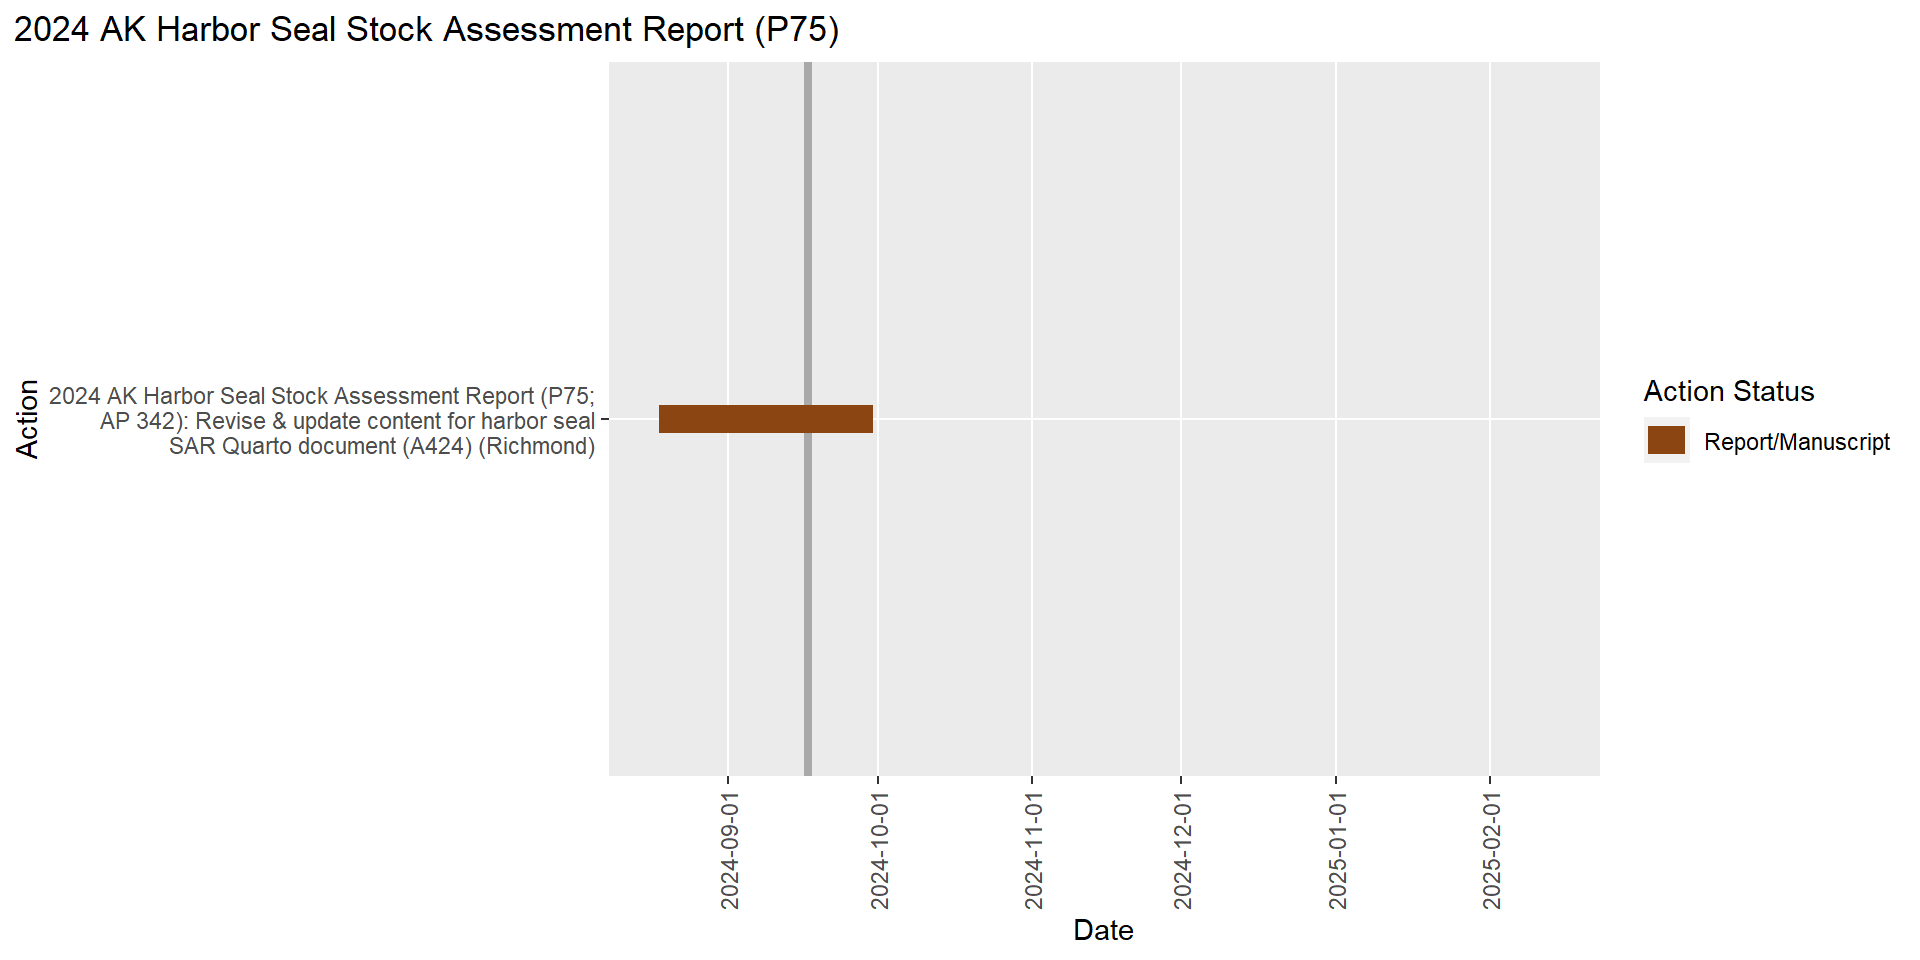 2024 AK Harbor Seal Stock Assessment Report (P75)
Action
2024 AK Harbor Seal Stock Assessment Report (P75;
AP 342): Revise & update content for harbor seal
SAR Quarto document (A424) (Richmond)
2024-09-01
2024-10-01
2024-11-01
2024-12-01
2025-01-01
2025-02-01
Date
Action Status
Report/Manuscript